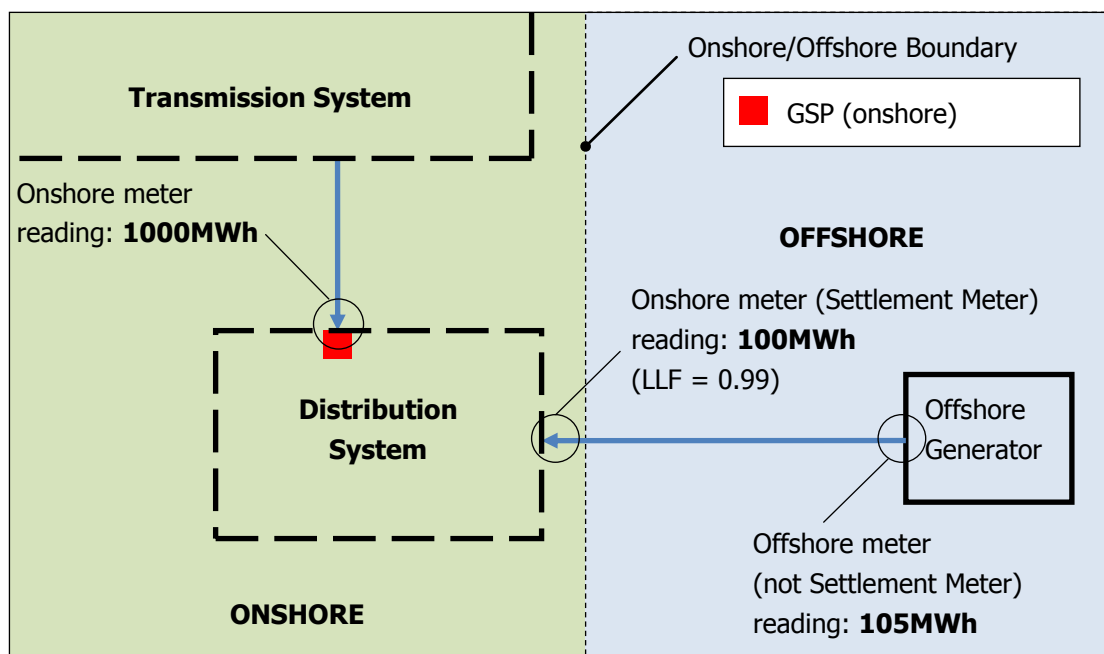 Transmission System
Onshore/Offshore Boundary
GSP (onshore)
Onshore meter
reading: 1000MWh
OFFSHORE
Onshore meter (Settlement Meter)
reading: 100MWh
(LLF = 0.99)
Distribution
System
Offshore
Generator
Offshore meter
(not Settlement Meter)
reading: 105MWh
ONSHORE